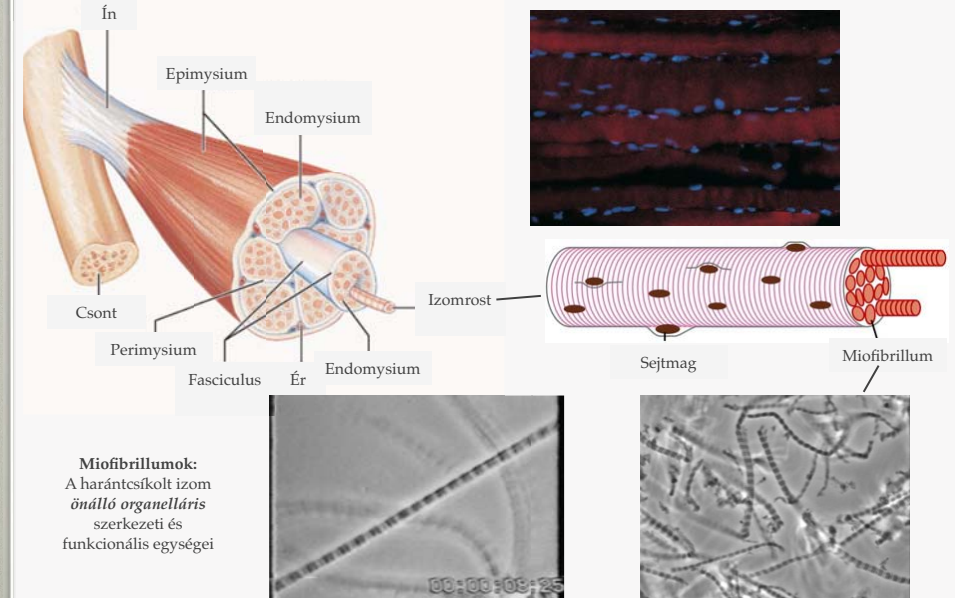 Ín
Epimysium
Endomysium
Csont
Perimysium
Fasciculus
Ér
Endomysium
Izomrost
Sejtmag
Miofibrillum
Miofibrillumok:
A harántcsíkolt izom
önálló organelláris
szerkezeti és
funkcionális egységei
00:00:08:25